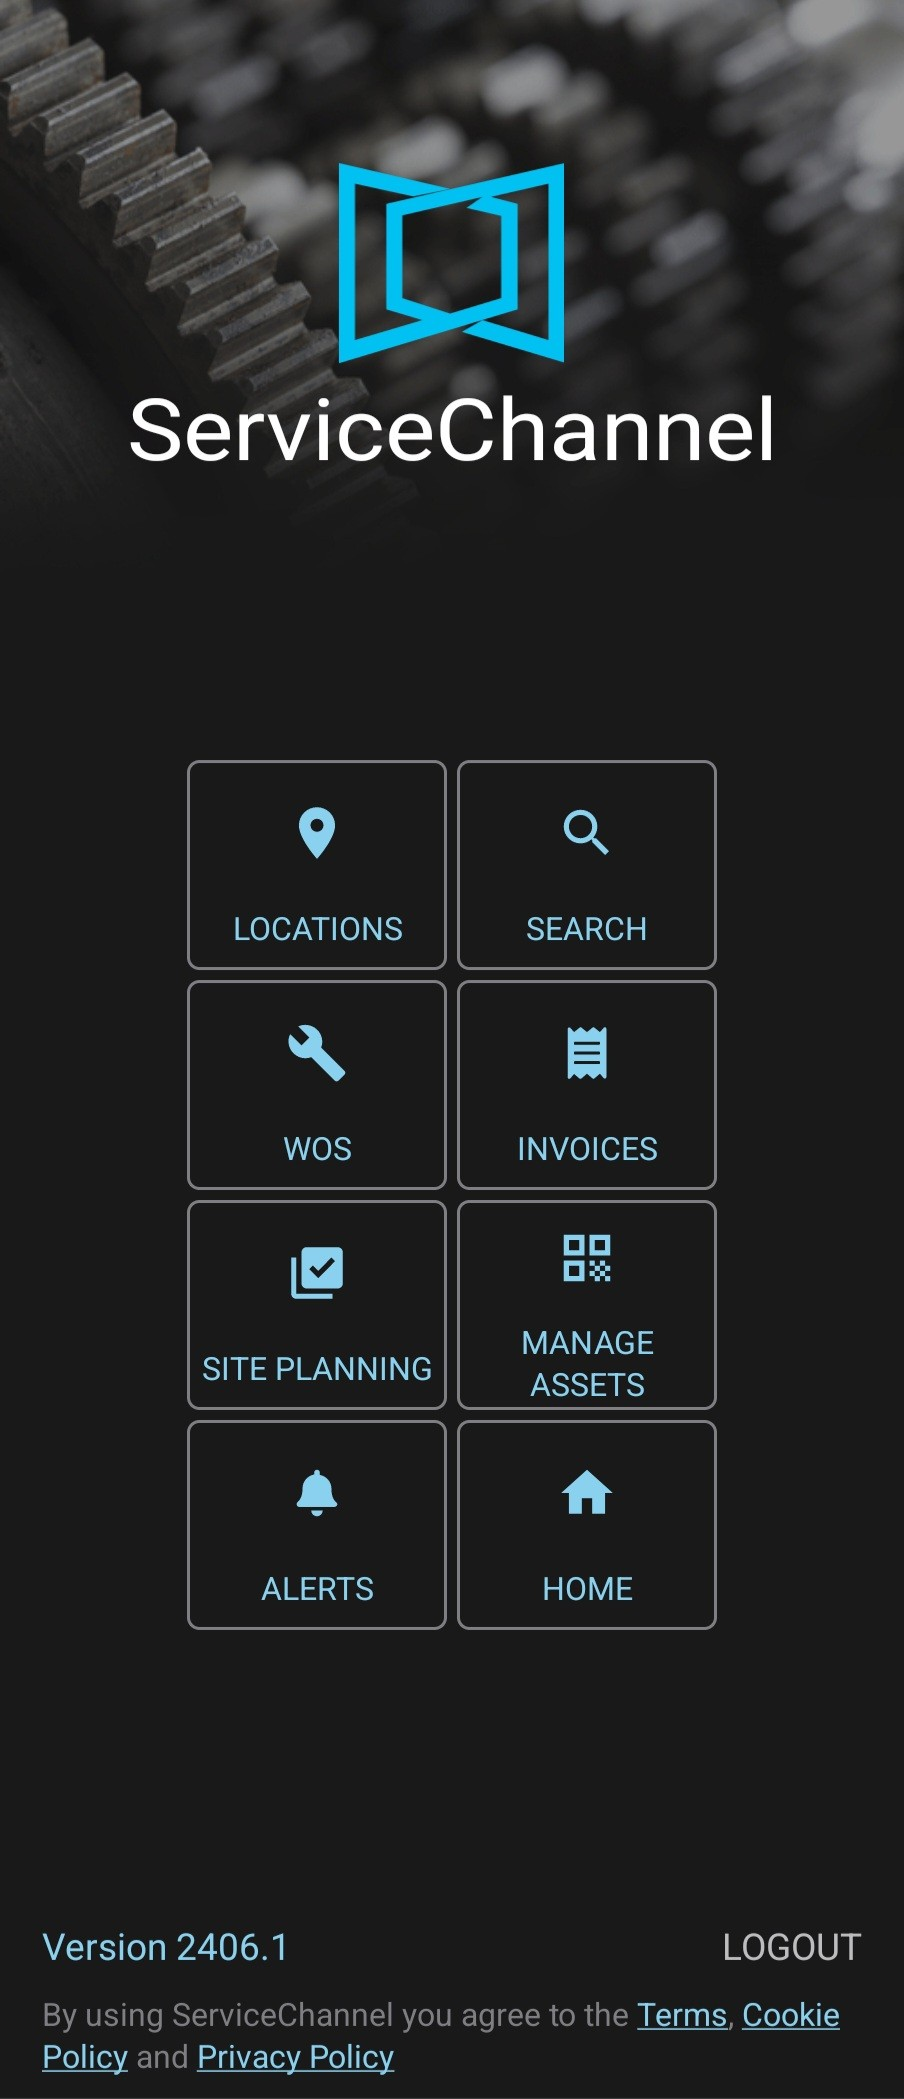 ServiceChannel
LOCATIONS
SEARCH
WOS
INVOICES
SITE PLANNING
MANAGE
ASSETS
ALERTS
HOME
Version 2406.1
LOGOUT
By using ServiceChannel you agree to the Terms, Cookie
Policy and Privacy Policy